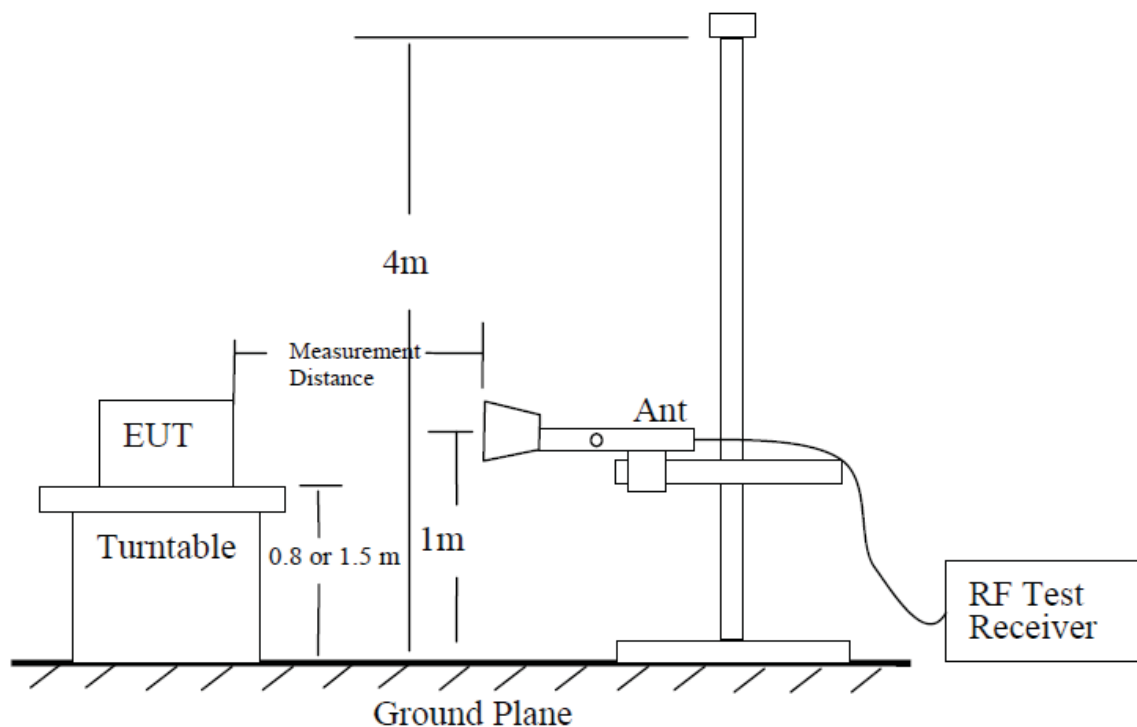 4m
Measurement
Distance
EUT
Ant
Turntable
0.8 or 1.5 m
1m
RF Test
Receiver
Ground Plane